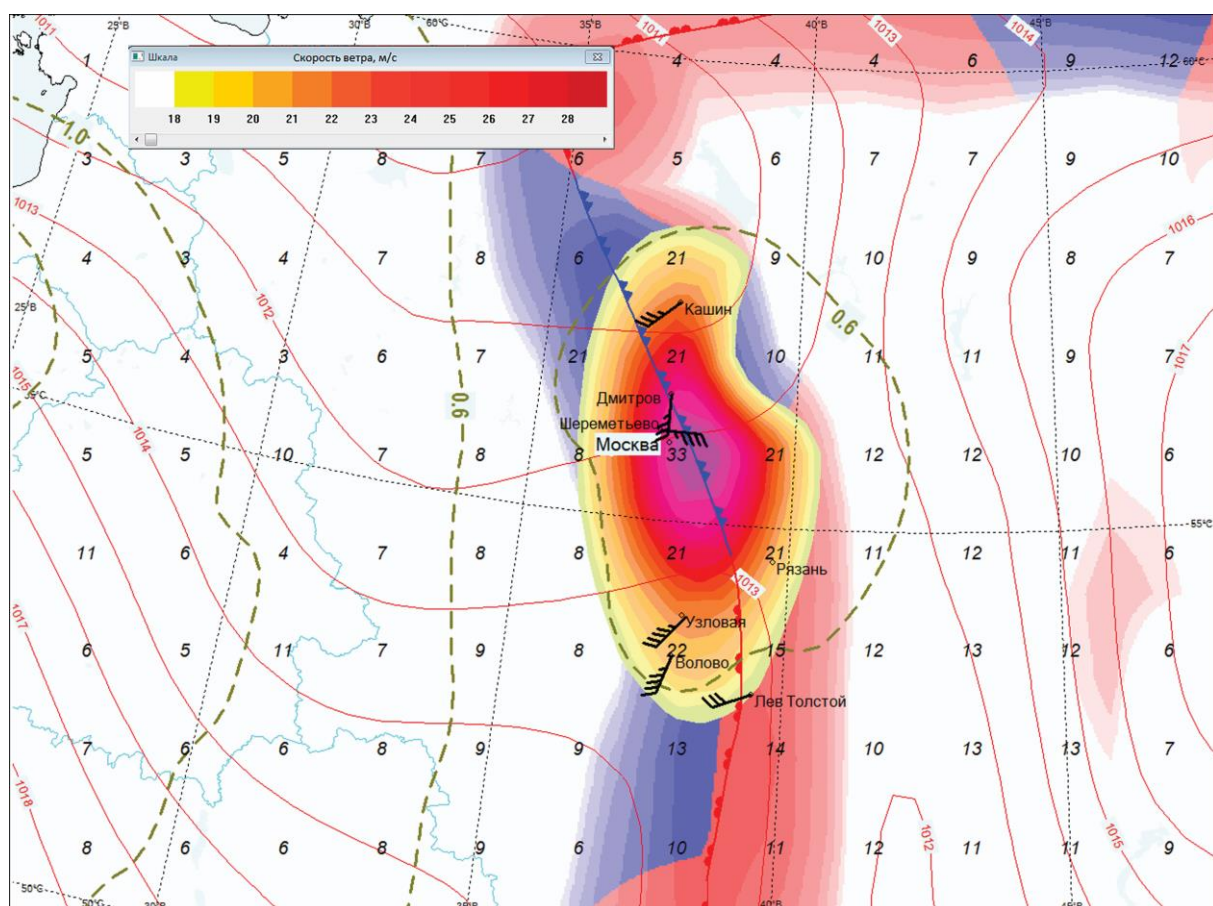 25°В 30°В 60°С 35°В 40°В 45°В
1011 1011 1013 1014
1 4 4 4 6 9 12 60°С
Шкала Скорость ветра, м/с
18 19 20 21 22 23 24 25 26 27 28
1.0
3 3 5 8 7 6 5 6 7 7 9 10
1013 1016
4 3 4 7 8 6 21 9 10 9 8 7
25°В 1012 Кашин 0.6
5 4 3 6 7 21 21 10 11 11 9 7
1015 1017
0.6 Дмитров
Шереметьево
Москва
1014
5 5 10 7 8 8 33 21 12 12 10 6
55°С
11 6 4 7 8 8 21 21 11 12 11 6
1013 Рязань
1017 Узловая
6 5 11 7 9 8 22 15 12 13 12 6
Волово
Лев Толстой
7 6 6 8 9 9 13 14 10 13 13 7
1018 1012 1015
8 6 6 8 9 6 10 11 12 11 11 9
50°С 50°С 30°В 35°В 40°В 45°В